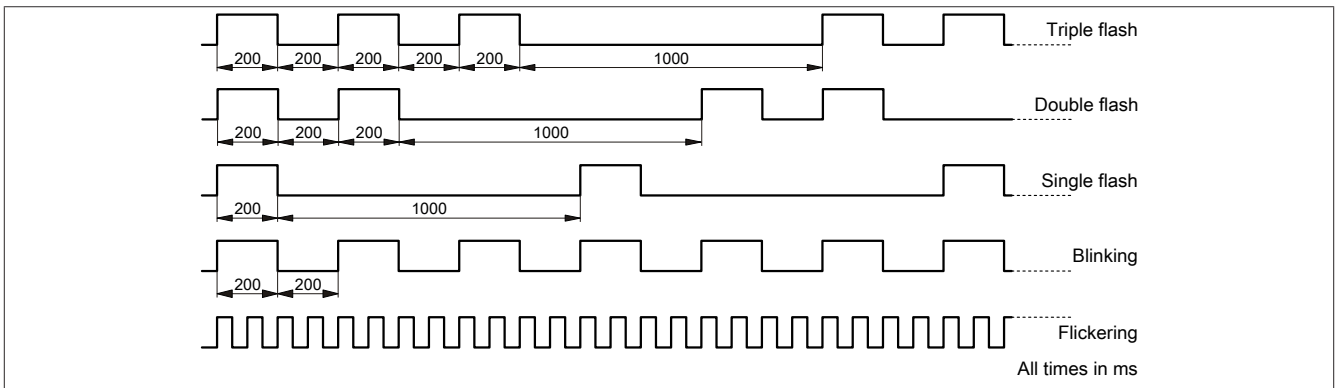 Triple flash
200 200 200 200 200 1000
Double flash
200 200 200 1000
Single flash
200 1000
Blinking
200 200
Flickering
All times in ms